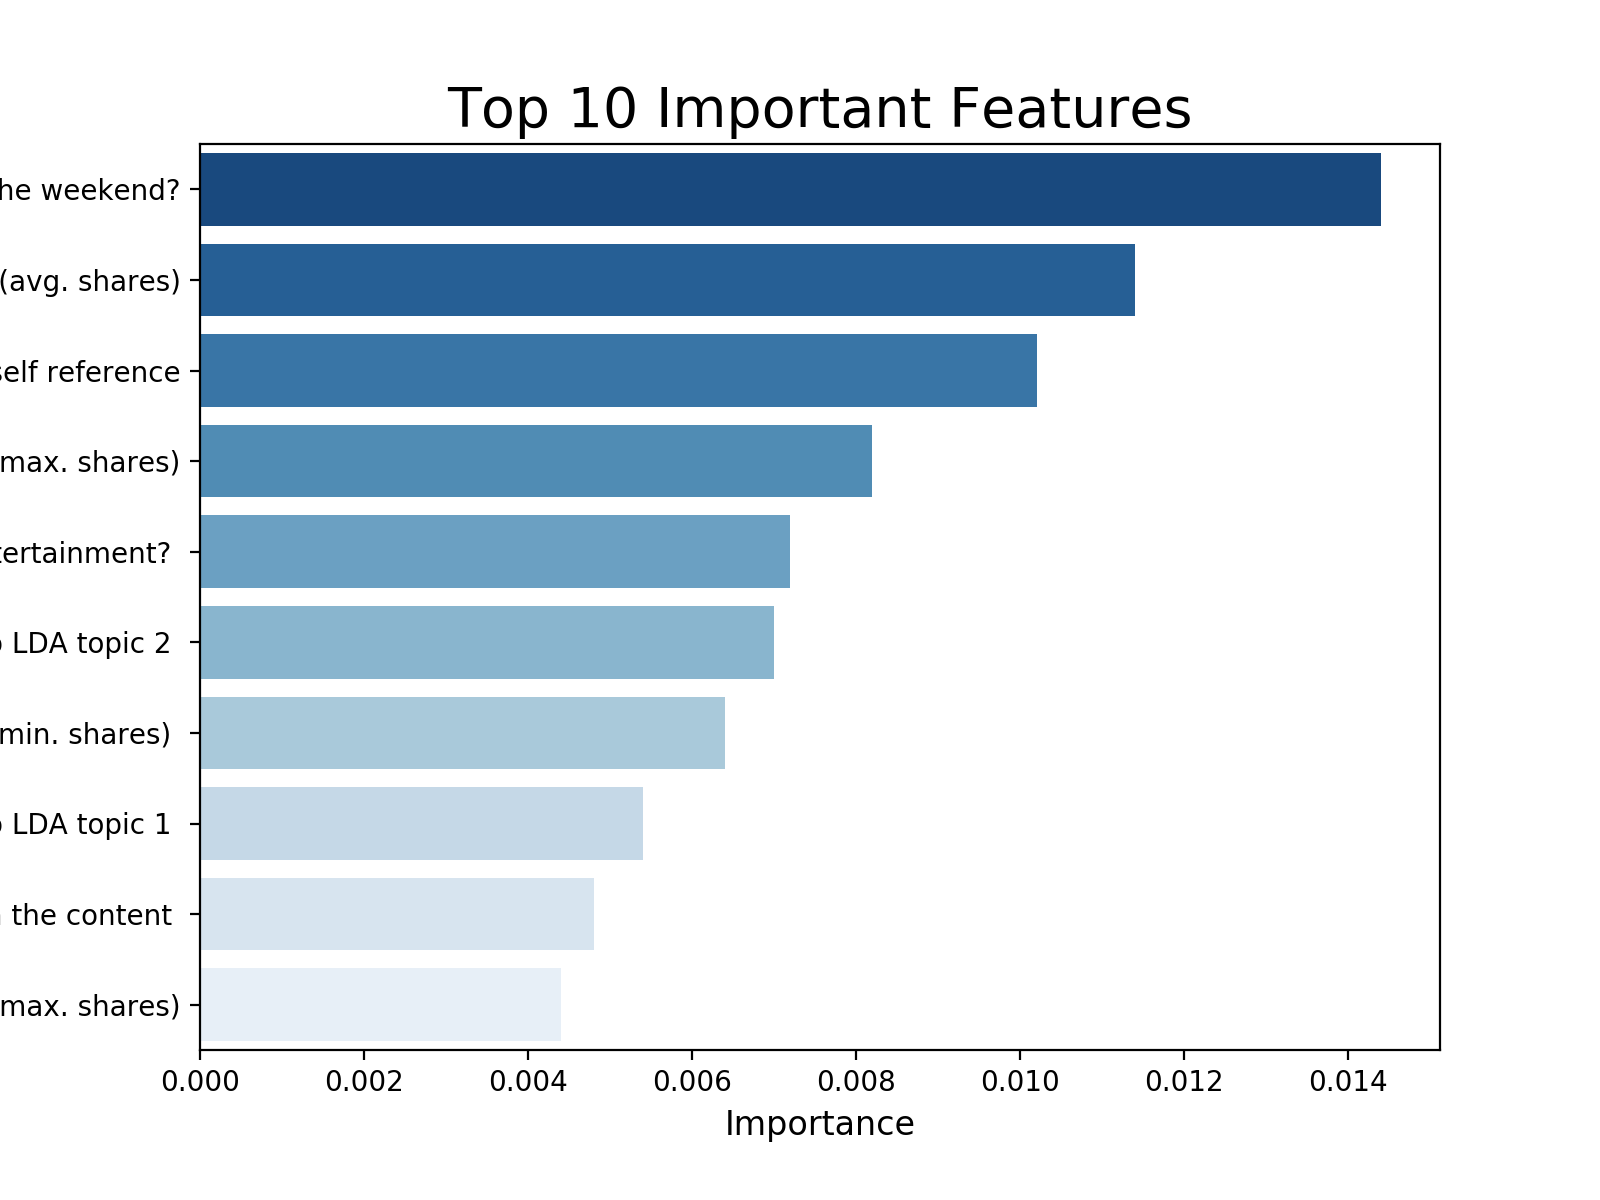 Top 10 Important Features
he weekend?
(avg. shares)
self reference
max. shares)
tertainment?
LDA topic 2
min. shares)
LDA topic 1
the content
max. shares)
0.000 0.002 0.004 0.006 0.008 0.010 0.012 0.014
Importance